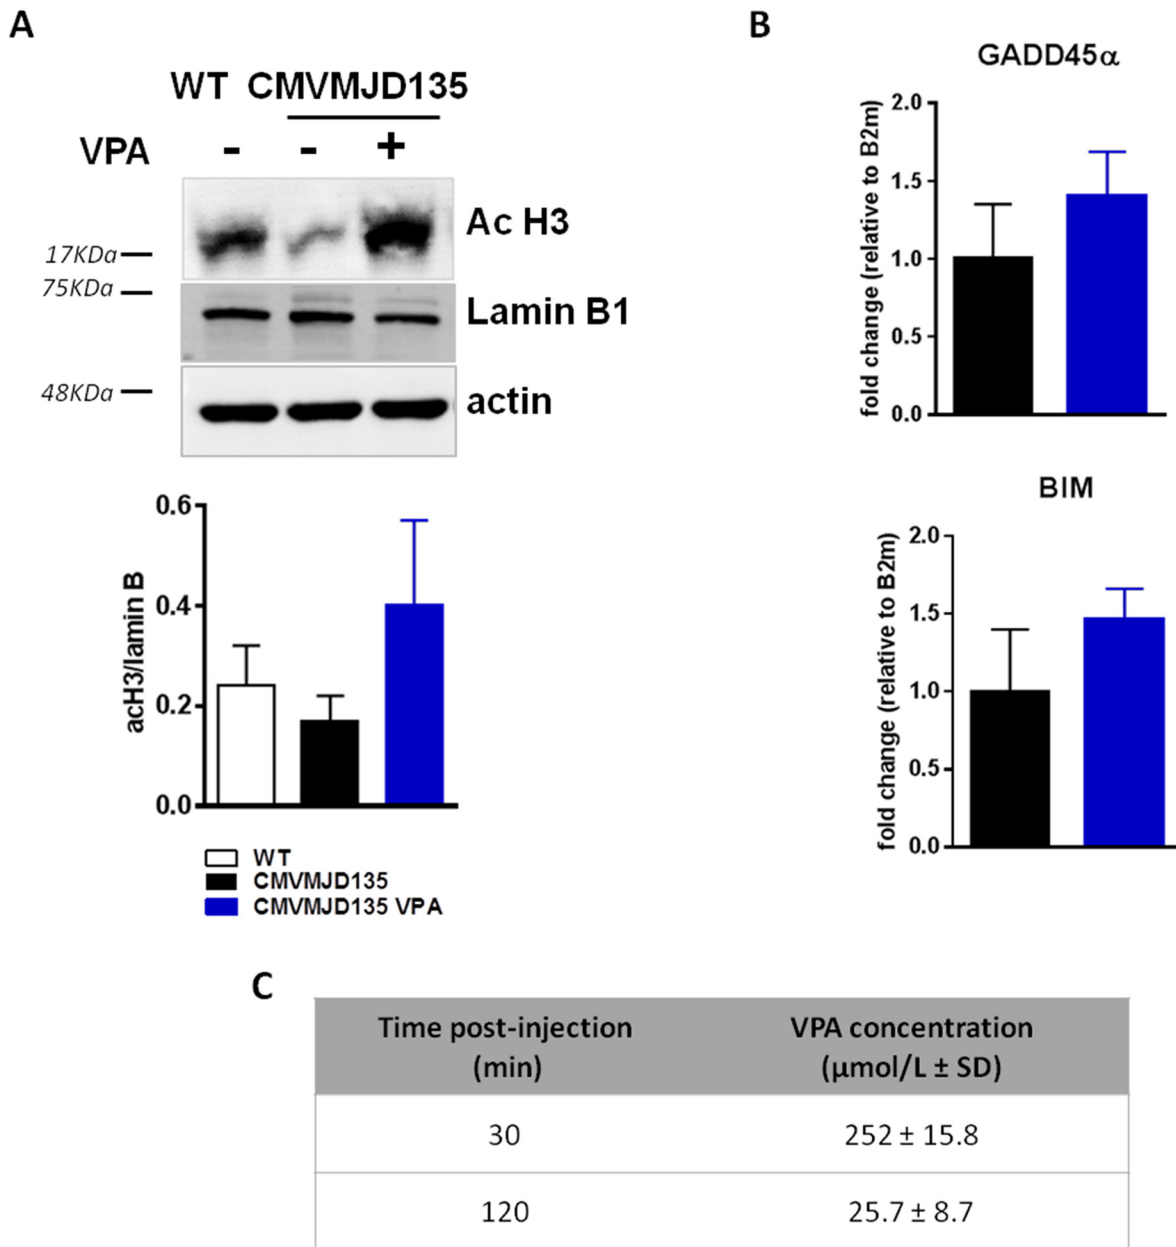 A
WT CMVMJD135
VPA - - +
Ac H3
17KDa
75KDa
Lamin B1
48KDa
actin
0.6
0.4
0.2
0.0
acH3/lamin B
WT
CMVMJD135
CMVMJD135 VPA
B
GADD45α
2.0
1.5
1.0
0.5
0.0
fold change (relative to B2m)
BIM
2.0
1.5
1.0
0.5
0.0
fold change (relative to B2m)
C
Time post-injection
(min)
VPA concentration
(µmol/L ± SD)
30 252 ± 15.8
120 25.7 ± 8.7